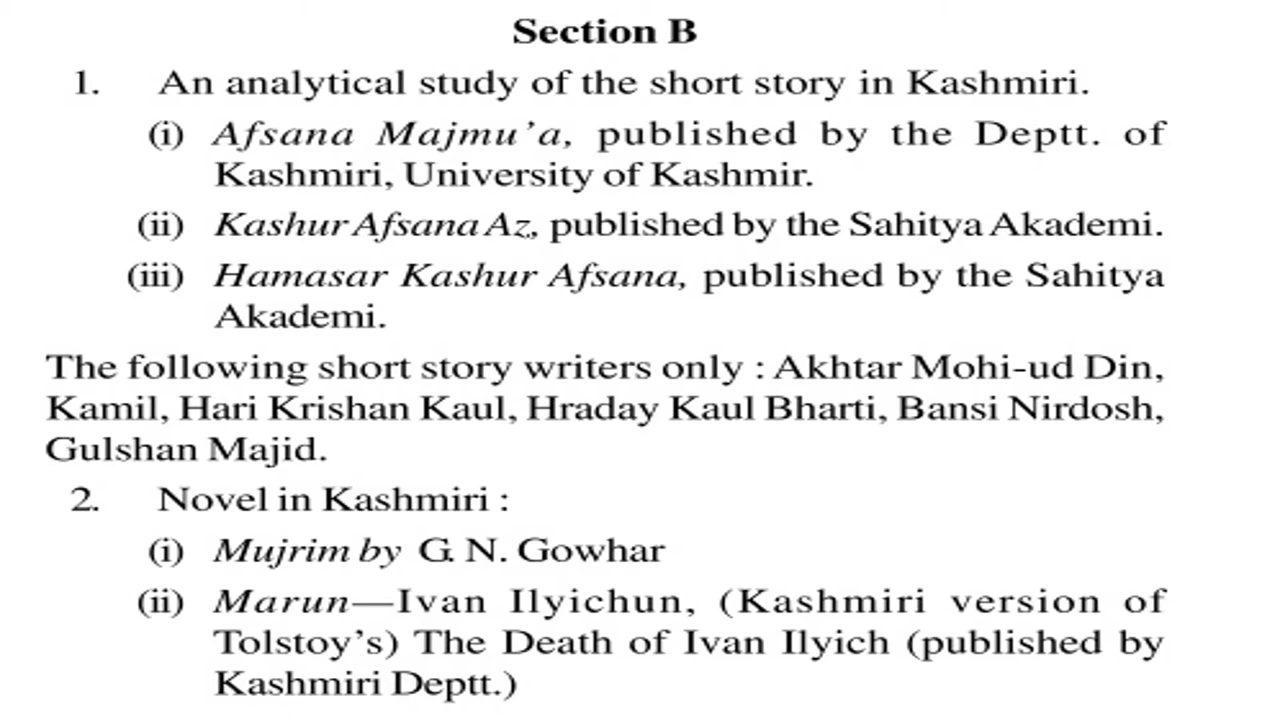 Section B
1. An analytical study of the short story in Kashmiri.
(i) Afsana Majmu’a, published by the Deptt. of
Kashmiri, University of Kashmir.
(ii) Kashur Afsana Az, published by the Sahitya Akademi.
(iii) Hamasar Kashur Afsana, published by the Sahitya
Akademi.
The following short story writers only : Akhtar Mohi-ud Din,
Kamil, Hari Krishan Kaul, Hraday Kaul Bharti, Bansi Nirdosh,
Gulshan Majid.
2. Novel in Kashmiri :
(i) Mujrim by G. N. Gowhar
(ii) Marun—Ivan Ilyichun, (Kashmiri version of
Tolstoy’s) The Death of Ivan Ilyich (published by
Kashmiri Deptt.)